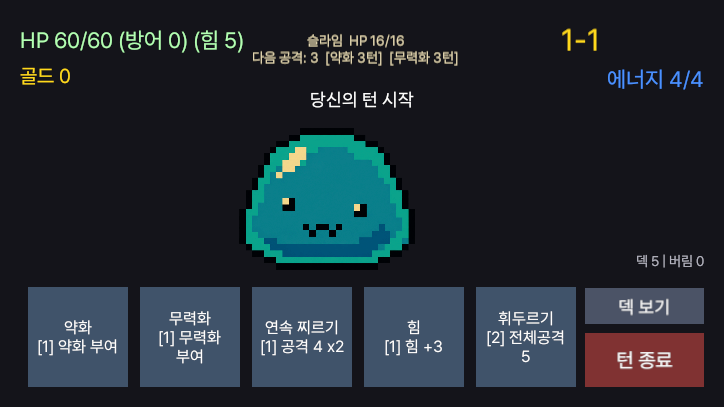 HP 60/60 (방어 0) (힘 5)
골드 0
슬라임 HP 16/16
다음 공격: 3 [약화 3턴] [무력화 3턴]
당신의 턴 시작
1-1
에너지 4/4
덱 5 | 버림 0
약화
[1] 약화 부여
무력화
[1] 무력화
부여
연속 찌르기
[1] 공격 4 x2
힘
[1] 힘 +3
휘두르기
[2] 전체공격
5
덱 보기
턴 종료